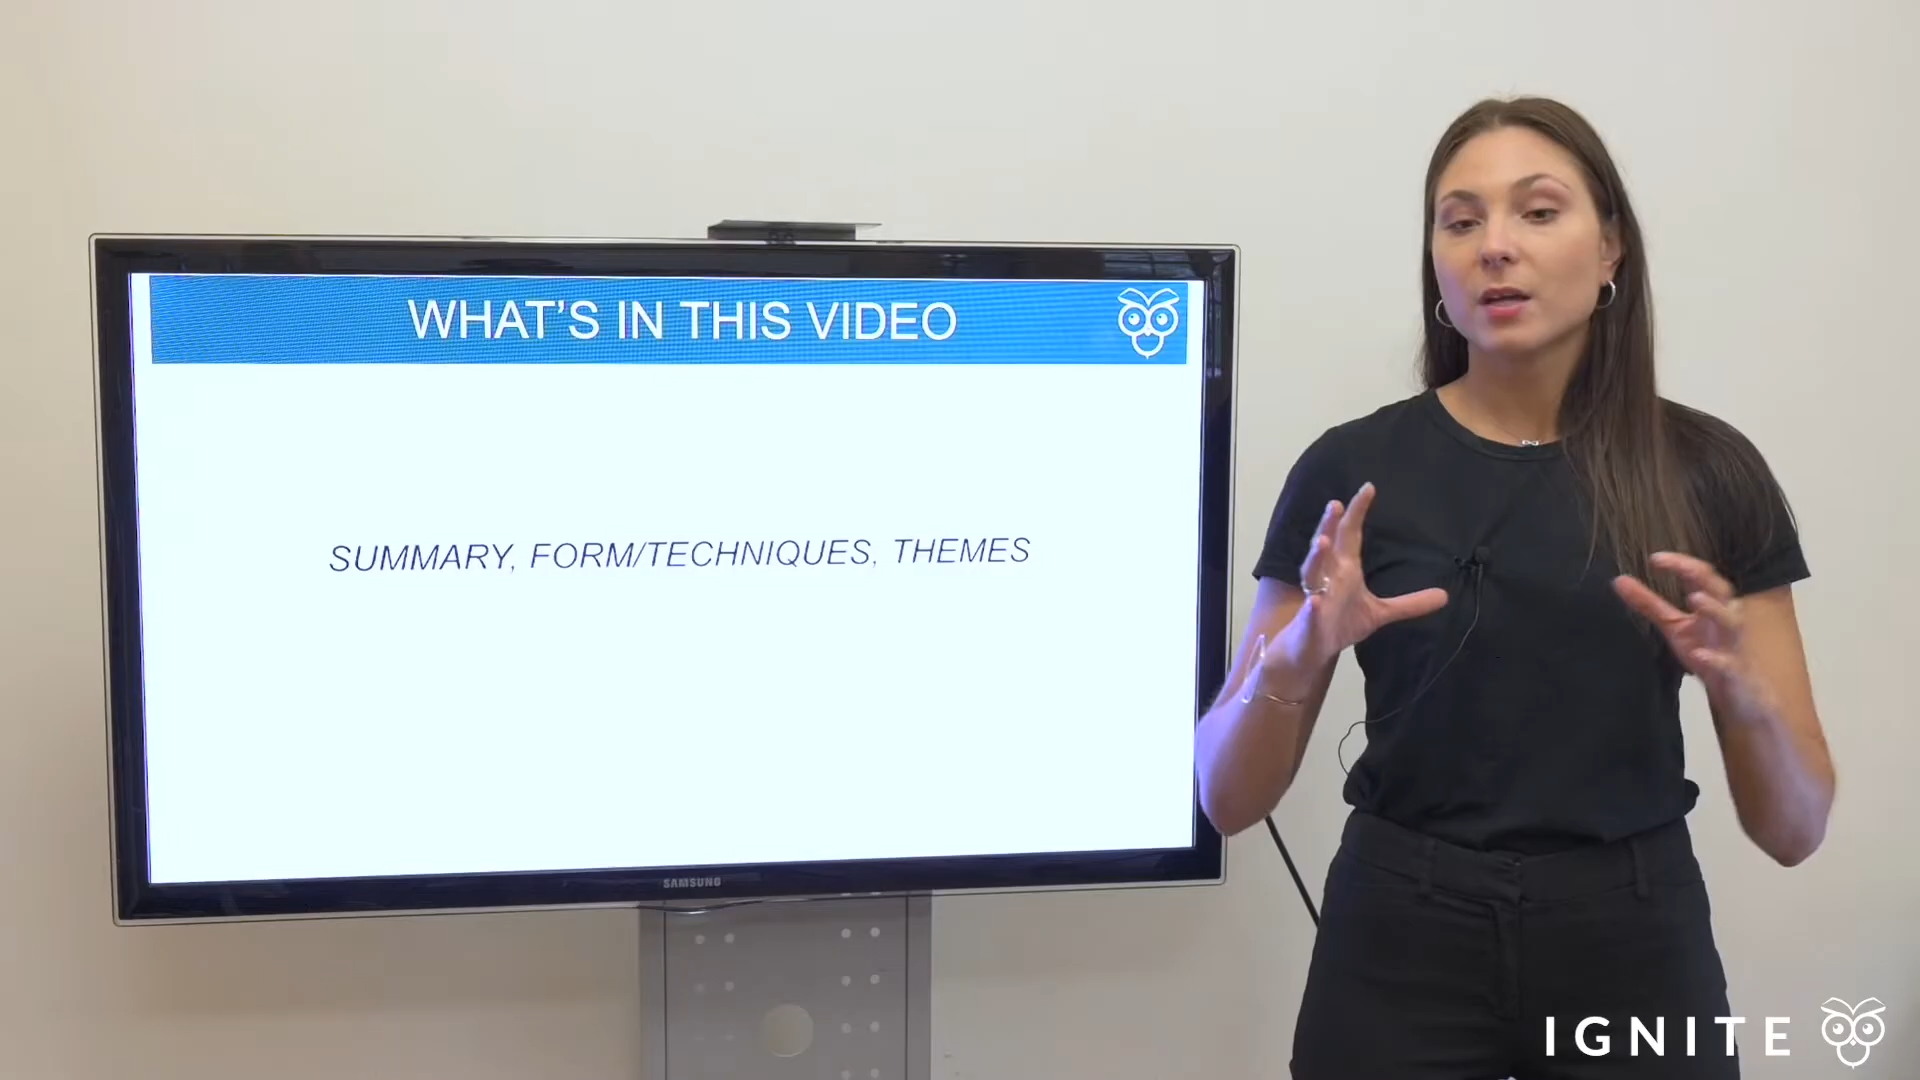 WHAT'S IN THIS VIDEO
SUMMARY, FORM/TECHNIQUES, THEMES
SAMSUNG
IGNITE